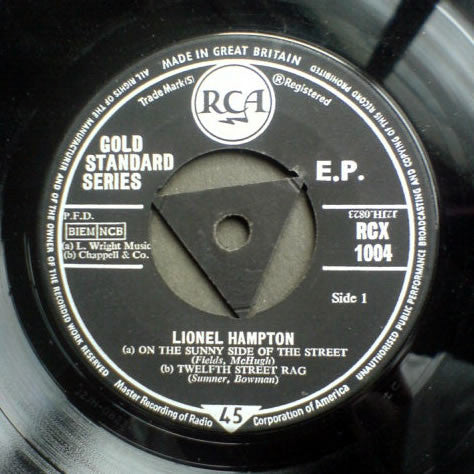 MADE IN GREAT BRITAIN
ALL RIGHTS OF THE MANUFACTURER AND OF THE OWNER OF THE RECORDED WORK RESERVED
UNAUTHORISED PUBLIC PERFORMANCE BROADCASTING AND COPYING OF THIS RECORD PROHIBITED
Trade Mark(s)
RCA
®Registered
GOLD
STANDARD
SERIES
E.P.
P.F.D.
BIEM NCB
(a) L. Wright Music
(b) Chappell & Co.
RCX
1004
Side 1
LIONEL HAMPTON
(a) ON THE SUNNY SIDE OF THE STREET
(Fields, McHugh)
(b) TWELFTH STREET RAG
(Sumner, Bowman)
Master Recording of Radio Corporation of America
45